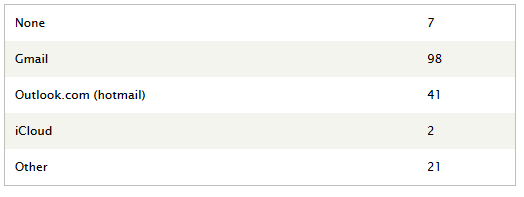 None 7
Gmail 98
Outlook.com (hotmail) 41
iCloud 2
Other 21